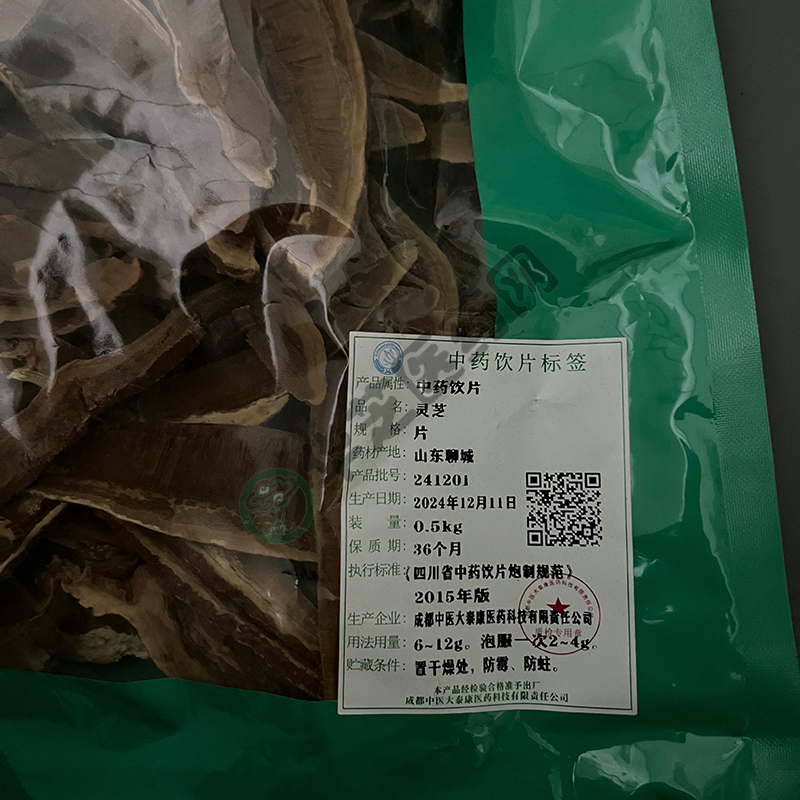 中药饮片标签
产品属性：中药饮片
品 名：灵芝
规 格：片
药材产地：山东聊城
产品批号：241201
生产日期：2024年12月11日
装 量：0.5kg
保 质 期：36个月
执行标准：《四川省中药饮片炮制规范》
2015年版
生产企业：成都中医大泰康医药科技有限责任公司
用法用量：6~12g。泡服一次2~4g。
贮藏条件：置干燥处，防霉、防蛀。
本产品经检验合格准予出厂
成都中医大泰康医药科技有限责任公司
质检专用章